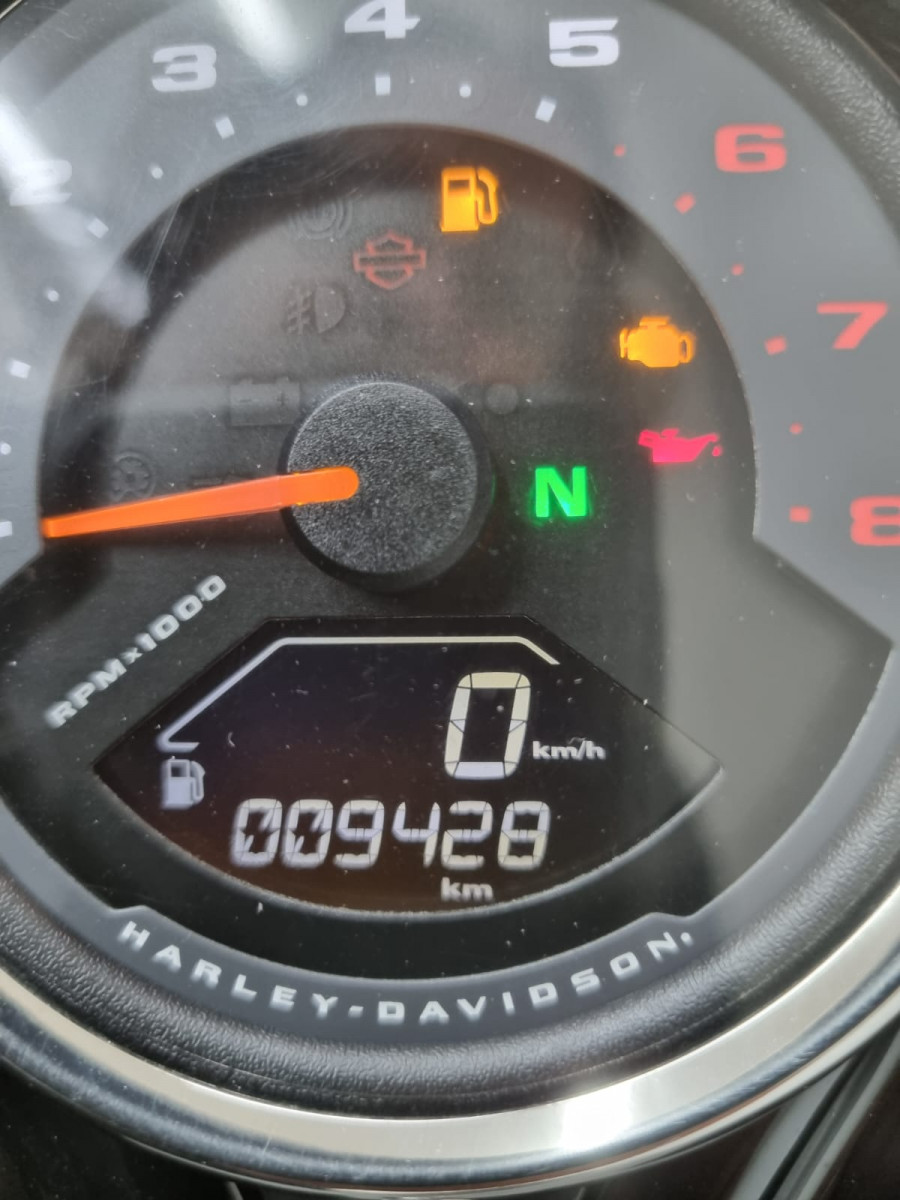 2
3
4
5
6
7
8
N
RPMx1000
0 km/h
009428
km
HARLEY-DAVIDSON.